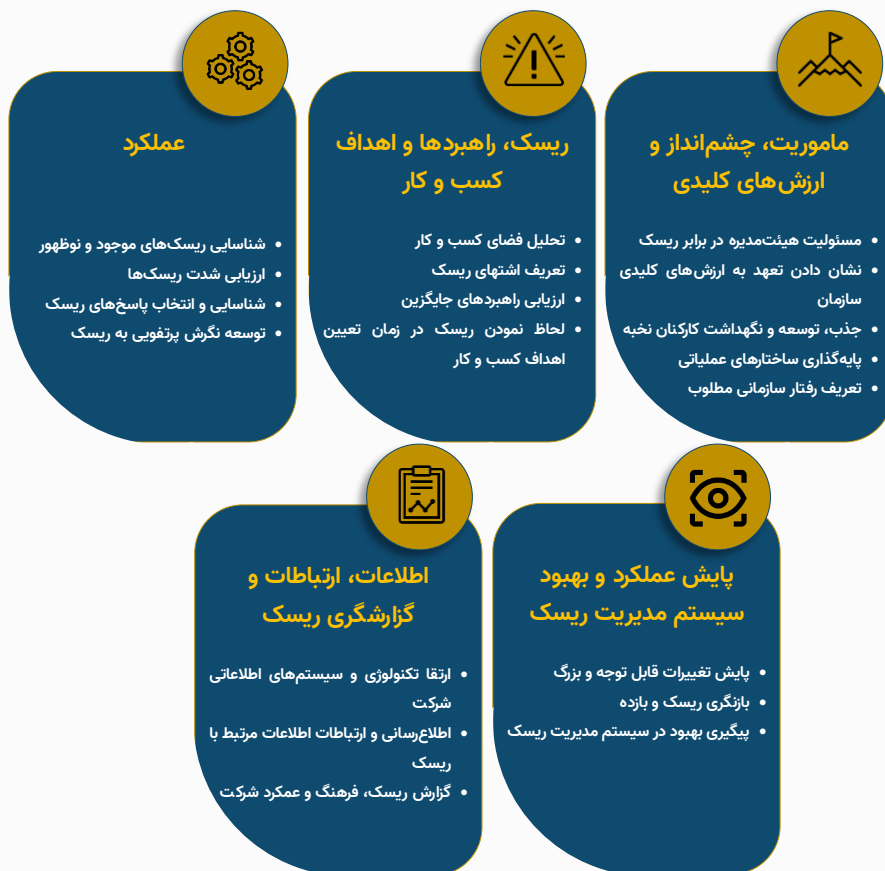 ماموریت، چشم‌انداز و
ارزش‌های کلیدی
• مسئولیت هیئت‌مدیره در برابر ریسک
• نشان دادن تعهد به ارزش‌های کلیدی
سازمان
• جذب، توسعه و نگهداشت کارکنان نخبه
• پایه‌گذاری ساختارهای عملیاتی
• تعریف رفتار سازمانی مطلوب
ریسک، راهبردها و اهداف
کسب و کار
• تحلیل فضای کسب و کار
• تعریف اشتهای ریسک
• ارزیابی راهبردهای جایگزین
• لحاظ نمودن ریسک در زمان تعیین
اهداف کسب و کار
عملکرد
• شناسایی ریسک‌های موجود و نوظهور
• ارزیابی شدت ریسک‌ها
• شناسایی و انتخاب پاسخ‌های ریسک
• توسعه نگرش پرتفویی به ریسک
پایش عملکرد و بهبود
سیستم مدیریت ریسک
• پایش تغییرات قابل توجه و بزرگ
• بازنگری ریسک و بازده
• پیگیری بهبود در سیستم مدیریت ریسک
اطلاعات، ارتباطات و
گزارشگری ریسک
• ارتقا تکنولوژی و سیستم‌های اطلاعاتی
شرکت
• اطلاع‌رسانی و ارتباطات اطلاعات مرتبط با
ریسک
• گزارش ریسک، فرهنگ و عمکرد شرکت